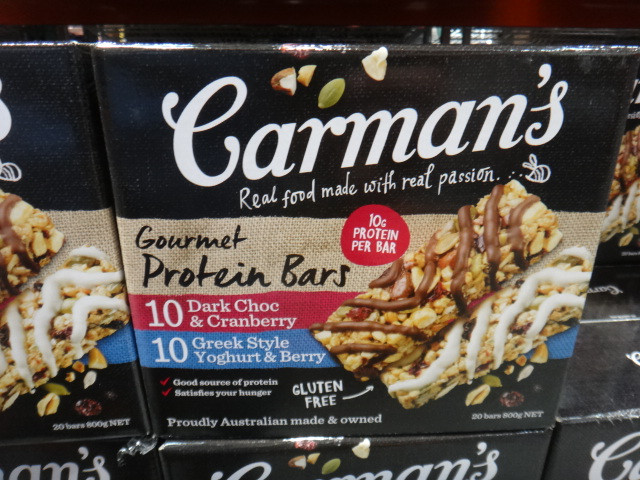 Carman's
Real food made with real passion.
10g
PROTEIN
PER BAR
Gourmet
Protein Bars
10 Dark Choc
& Cranberry
10 Greek Style
Yoghurt & Berry
Good source of protein
Satisfies your hunger
GLUTEN
FREE
Proudly Australian made & owned
20 bars 800g NET
20 bars 800g NET
Carman's